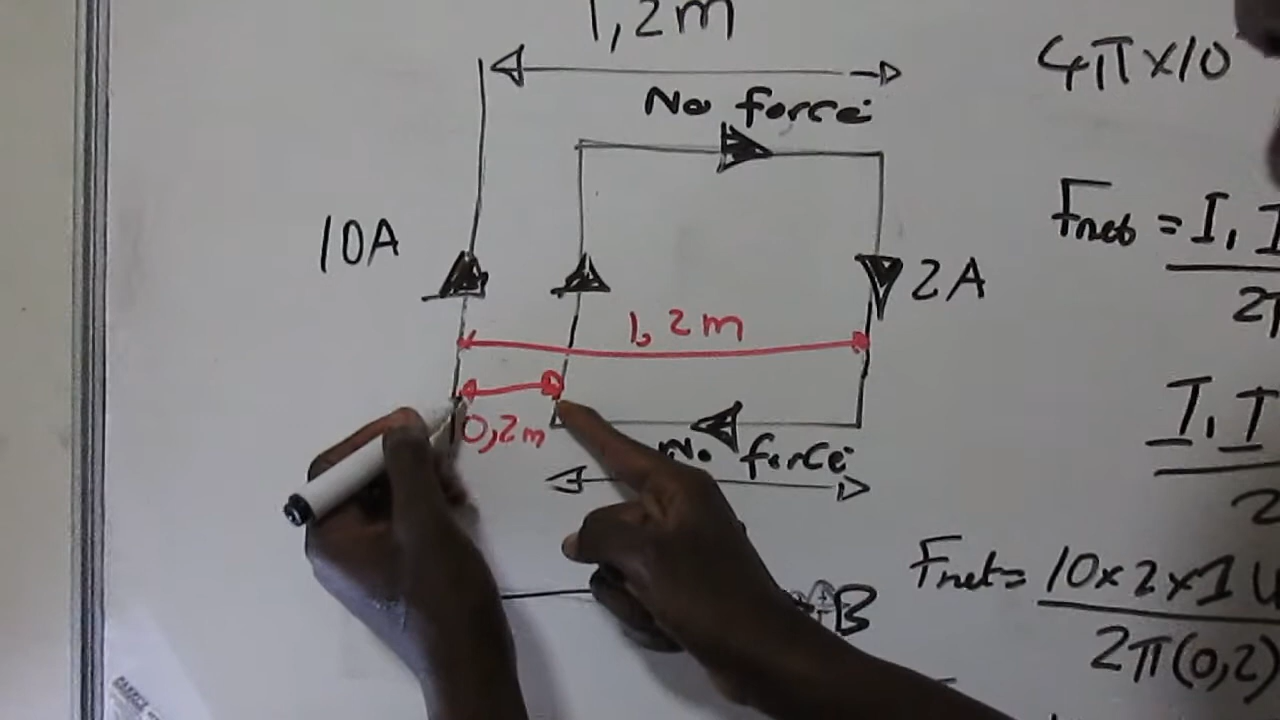 1,2m
No force
10A
2A
1,2m
0,2m
No force
B
4π×10
Fnet = I, I
2π
I, I
2
Fnet = 10×2×1
2π(0,2)